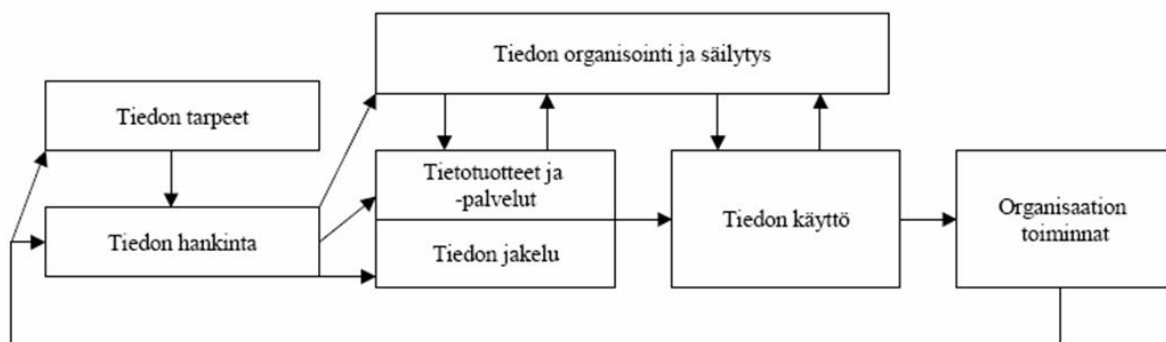 Tiedon organisointi ja säilytys
Tiedon tarpeet
Tietotuotteet ja
-palvelut
Tiedon hankinta
Tiedon jakelu
Tiedon käyttö
Organisaation
toiminnat